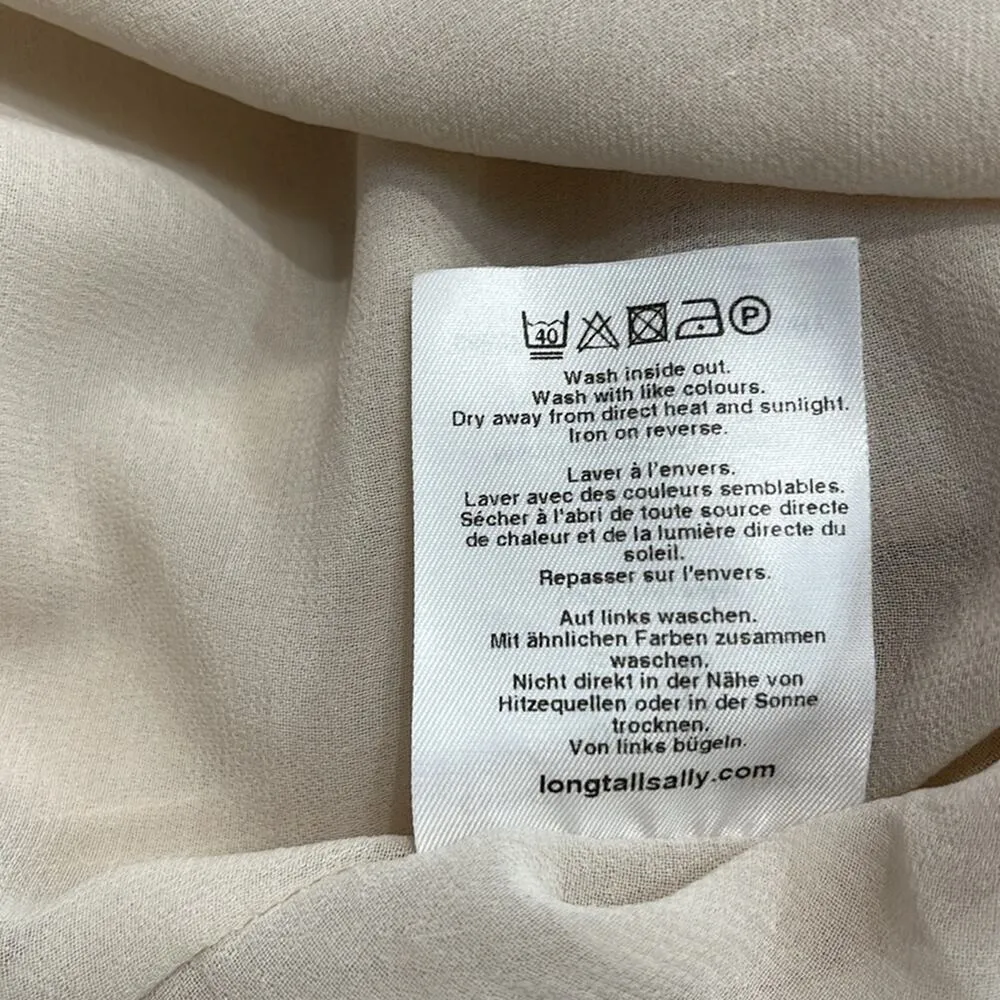 40 P
Wash inside out.
Wash with like colours.
Dry away from direct heat and sunlight.
Iron on reverse.
Laver à l'envers.
Laver avec des couleurs semblables.
Sécher à l'abri de toute source directe
de chaleur et de la lumière directe du
soleil.
Repasser sur l'envers.
Auf links waschen.
Mit ähnlichen Farben zusammen
waschen.
Nicht direkt in der Nähe von
Hitzequellen oder in der Sonne
trocknen.
Von links bügeln.
longtallsally.com